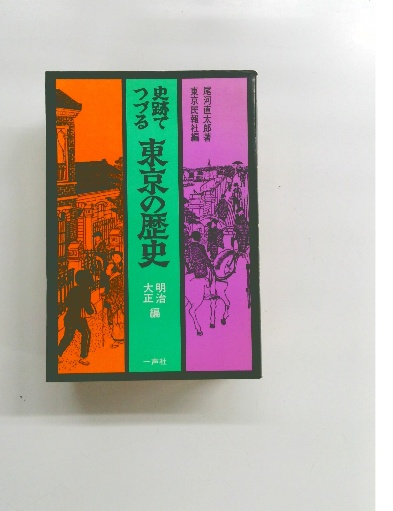 尾河直太郎著
東京民報社編
史跡で
つづる
東京の歴史
明治
大正
編
一声社